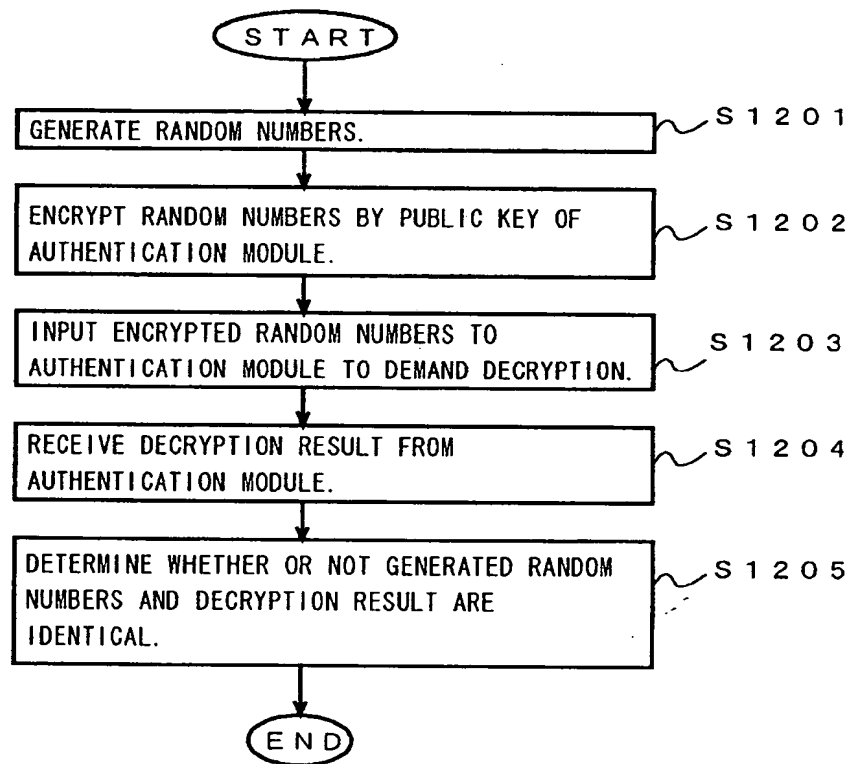 START
GENERATE RANDOM NUMBERS.
S1201
ENCRYPT RANDOM NUMBERS BY PUBLIC KEY OF
AUTHENTICATION MODULE.
S1202
INPUT ENCRYPTED RANDOM NUMBERS TO
AUTHENTICATION MODULE TO DEMAND DECRYPTION.
S1203
RECEIVE DECRYPTION RESULT FROM
AUTHENTICATION MODULE.
S1204
DETERMINE WHETHER OR NOT GENERATED RANDOM
NUMBERS AND DECRYPTION RESULT ARE
IDENTICAL.
S1205
END